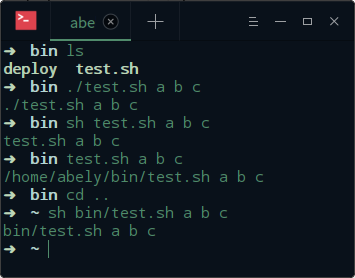 abe
➜ bin ls
deploy test.sh
➜ bin ./test.sh a b c
./test.sh a b c
➜ bin sh test.sh a b c
test.sh a b c
➜ bin test.sh a b c
/home/abely/bin/test.sh a b c
➜ bin cd ..
➜ ~ sh bin/test.sh a b c
bin/test.sh a b c
➜ ~